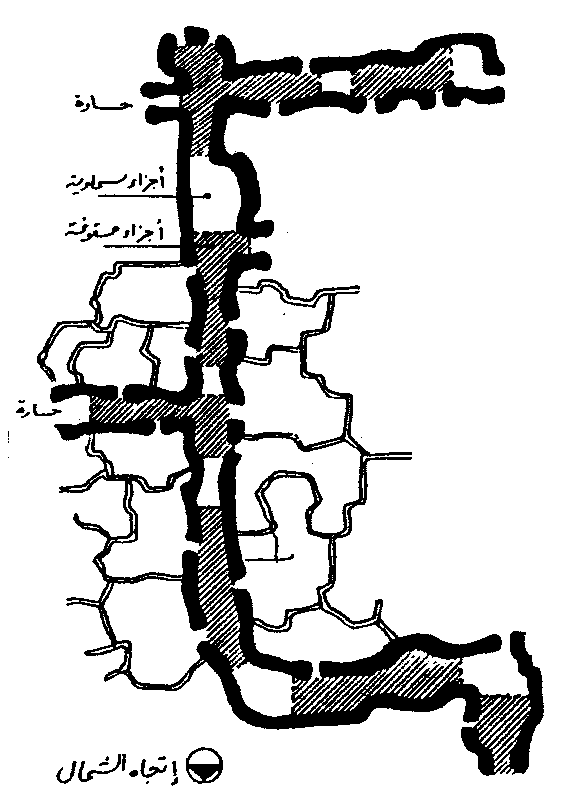 حارة
أجزاء سماوية
أجزاء مسقوفة
حارة
إتجاه الشمال